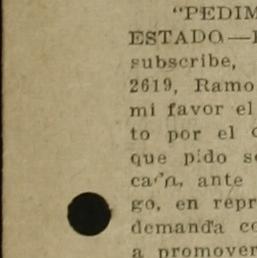 "PEDIM
ESTADO—
subscribe,
2619, Ramo
mi favor el
to por el
que pido s
ante
go, en repr
demanda co
a promover